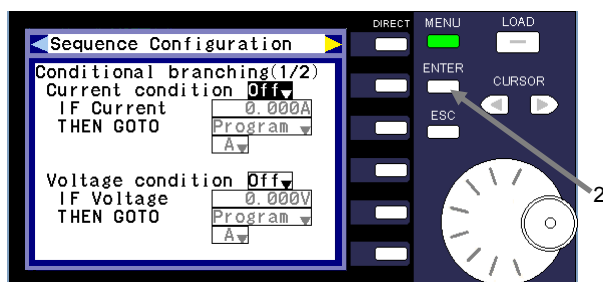 DIRECT MENU LOAD
Sequence Configuration
Conditional branching(1/2)
Current condition Off
IF Current 0.000A
THEN GOTO Program
A
Voltage condition Off
IF Voltage 0.000V
THEN GOTO Program
A
ENTER
CURSOR
ESC
2